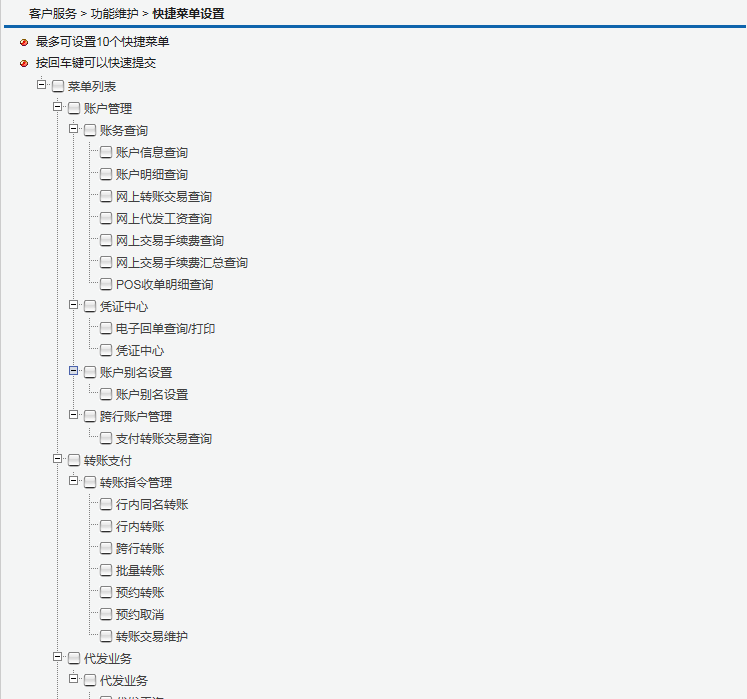 客户服务 > 功能维护 > 快捷菜单设置
最多可设置10个快捷菜单
按回车键可以快速提交
菜单列表
账户管理
账务查询
账户信息查询
账户明细查询
网上转账交易查询
网上代发工资查询
网上交易手续费查询
网上交易手续费汇总查询
POS收单明细查询
凭证中心
电子回单查询/打印
凭证中心
账户别名设置
账户别名设置
跨行账户管理
支付转账交易查询
转账支付
转账指令管理
行内同名转账
行内转账
跨行转账
批量转账
预约转账
预约取消
转账交易维护
代发业务
代发业务